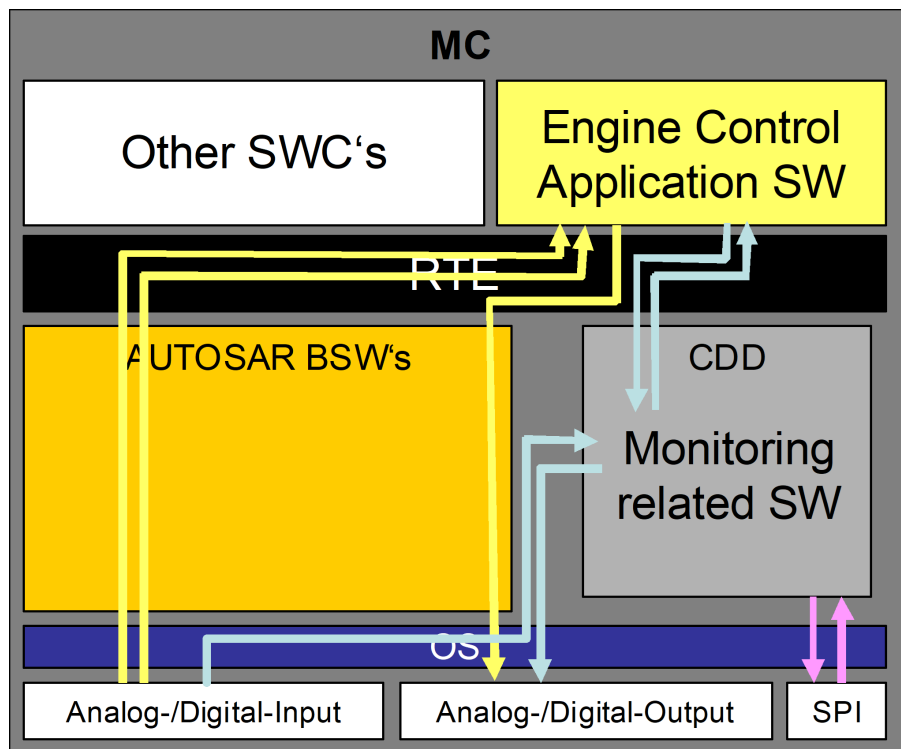 MC
Other SWC‘s
Engine Control
Application SW
RTE
AUTOSAR BSW‘s
CDD
Monitoring
related SW
OS
Analog-/Digital-Input
Analog-/Digital-Output
SPI